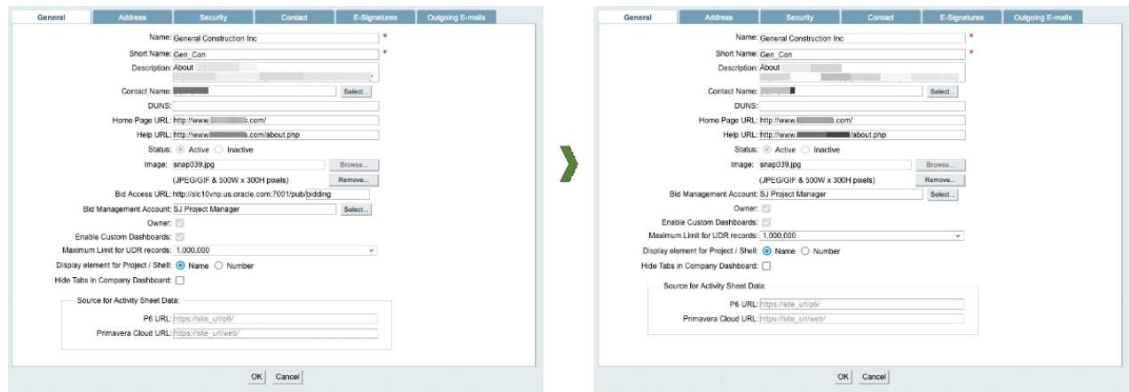 General Address Security Contact E-Signatures Outgoing E-mails
Name: General Construction Inc *
Short Name: Gen_Con *
Description: About
Contact Name: Select...
DUNS:
Home Page URL: http://www. s.com/
Help URL: http://www. s.com/about.php
Status: Active Inactive
Image: snap039.jpg Browse...
(JPEG/GIF & 500W x 300H pixels) Remove...
Bid Access URL: http://slc10vnp.us.oracle.com:7001/pub/bidding
Bid Management Account: SJ Project Manager Select...
Owner:
Enable Custom Dashboards:
Maximum Limit for UDR records: 1,000,000
Display element for Project / Shell: Name Number
Hide Tabs in Company Dashboard:
Source for Activity Sheet Data:
P6 URL: https://site_url/p6/
Primavera Cloud URL: https://site_url/web/
OK Cancel
General Address Security Contact E-Signatures Outgoing E-mails
Name: General Construction Inc *
Short Name: Gen_Con *
Description: About
Contact Name: Select...
DUNS:
Home Page URL: http://www. .com/
Help URL: http://www. /about.php
Status: Active Inactive
Image: snap039.jpg Browse...
(JPEG/GIF & 500W x 300H pixels) Remove...
Bid Management Account: SJ Project Manager Select...
Owner:
Enable Custom Dashboards:
Maximum Limit for UDR records: 1,000,000
Display element for Project / Shell: Name Number
Hide Tabs in Company Dashboard:
Source for Activity Sheet Data:
P6 URL: https://site_url/p6/
Primavera Cloud URL: https://site_url/web/
OK Cancel